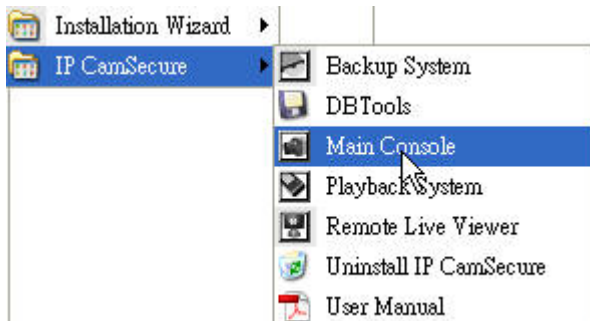 Installation Wizard
IP CamSecure
Backup System
DBTools
Main Console
Playback System
Remote Live Viewer
Uninstall IP CamSecure
User Manual